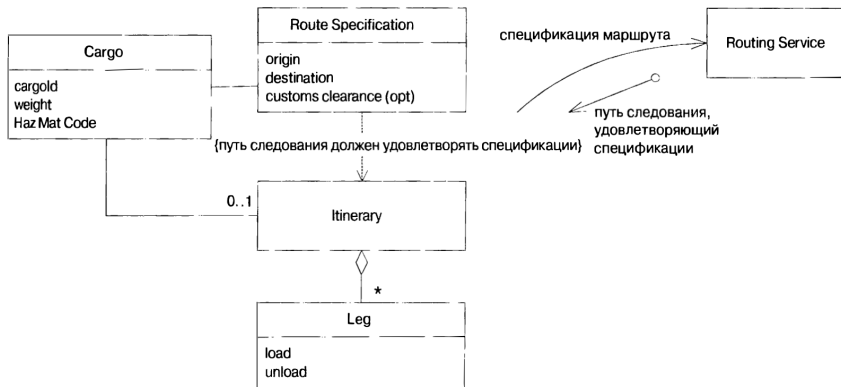 Route Specification
origin
destination
customs clearance (opt)
Cargo
cargoId
weight
Haz Mat Code
спецификация маршрута
Routing Service
путь следования,
удовлетворяющий
спецификации
{путь следования должен удовлетворять спецификации}
0..1
Itinerary
*
Leg
load
unload